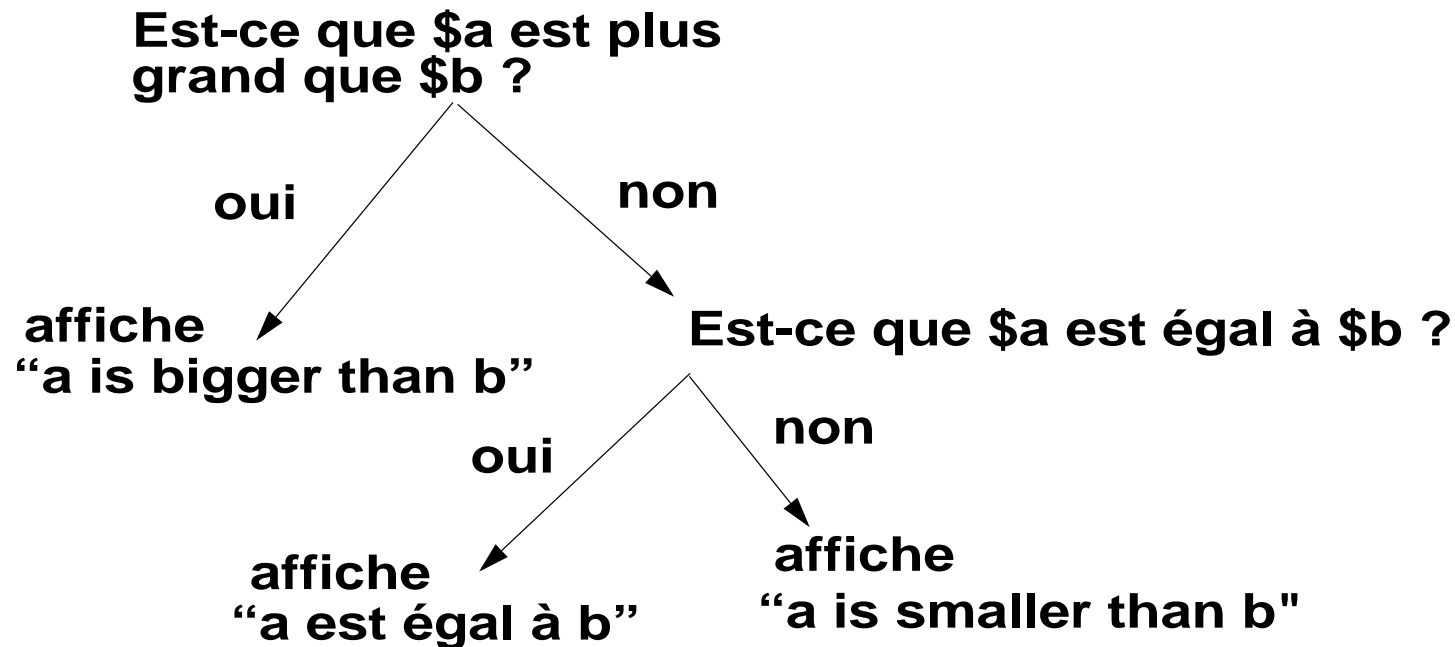 Est-ce que $a est plus
grand que $b ?
oui
non
affiche
“a is bigger than b”
Est-ce que $a est égal à $b ?
oui
non
affiche
“a est égal à b”
affiche
“a is smaller than b"